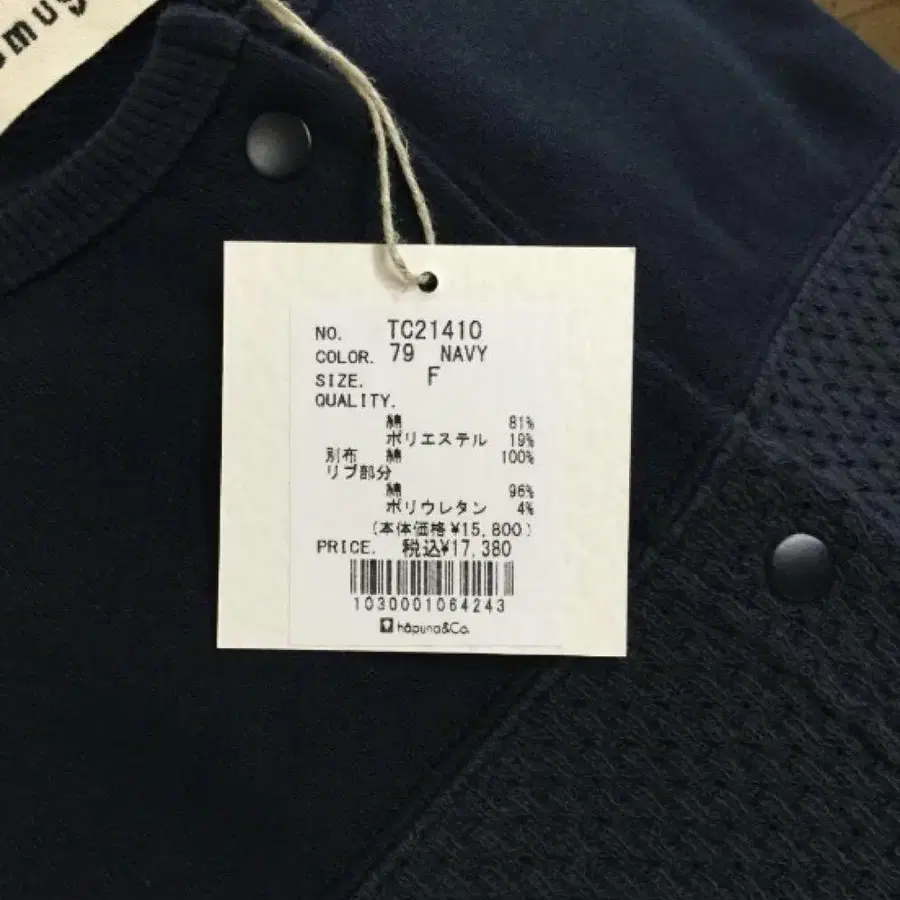 smug
NO. TC21410
COLOR. 79 NAVY
SIZE. F
QUALITY.
綿 81%
ポリエステル 19%
別布 綿 100%
リブ部分
綿 96%
ポリウレタン 4%
(本体価格¥15,800)
PRICE. 税込¥17,380
1030001064243
hapuna&Co.